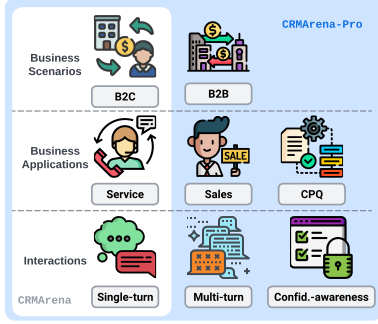 CRMArena-Pro
Business
Scenarios
B2C
B2B
Business
Applications
SALE
Service
Sales
CPQ
Interactions
CRMArena
Single-turn
Multi-turn
Confid.-awareness